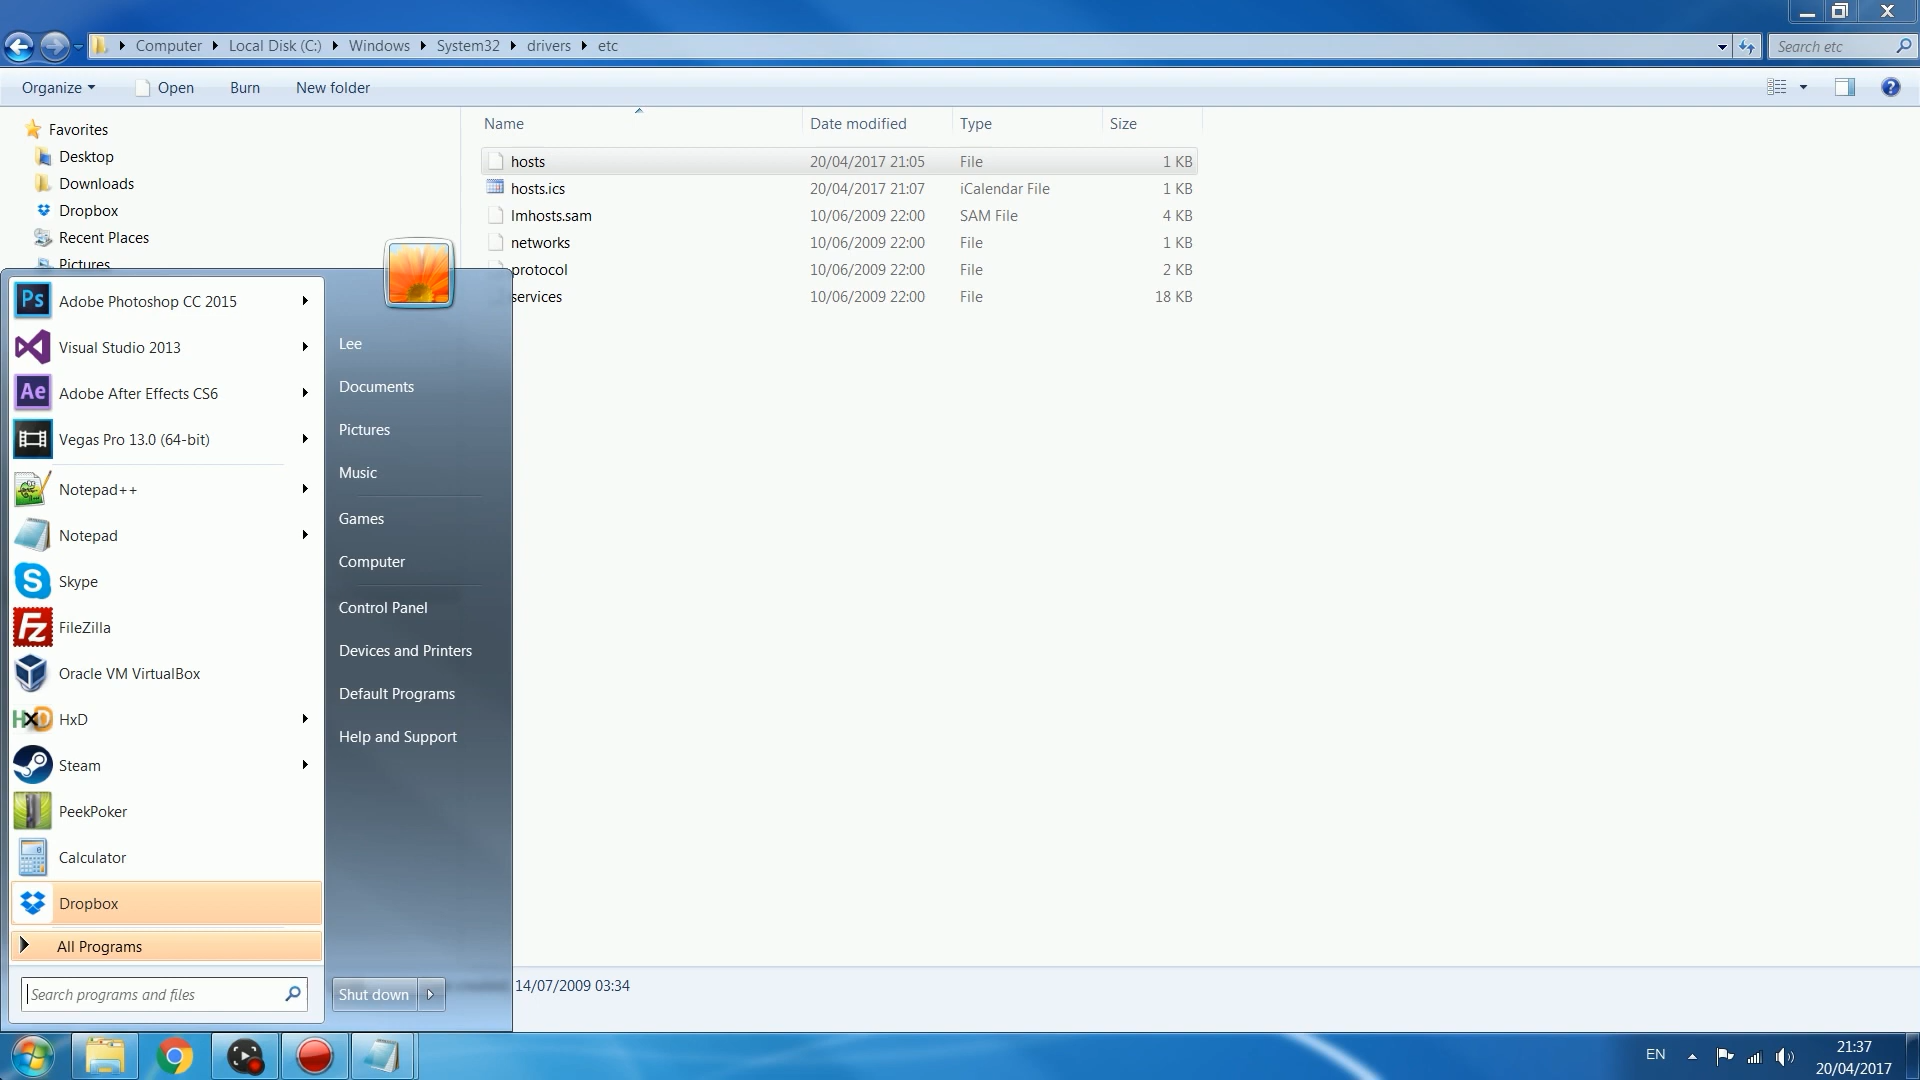 Computer Local Disk (C:) Windows System32 drivers etc
Search etc
Organize Open Burn New folder
Name Date modified Type Size
hosts 20/04/2017 21:05 File 1 KB
hosts.ics 20/04/2017 21:07 iCalendar File 1 KB
lmhosts.sam 10/06/2009 22:00 SAM File 4 KB
networks 10/06/2009 22:00 File 1 KB
protocol 10/06/2009 22:00 File 2 KB
services 10/06/2009 22:00 File 18 KB
Favorites
Desktop
Downloads
Dropbox
Recent Places
Pictures
Ps Adobe Photoshop CC 2015
Visual Studio 2013
Ae Adobe After Effects CS6
Vegas Pro 13.0 (64-bit)
Notepad++
Notepad
Skype
FileZilla
Oracle VM VirtualBox
HxD HxD
Steam
PeekPoker
Calculator
Dropbox
All Programs
Search programs and files
Lee
Documents
Pictures
Music
Games
Computer
Control Panel
Devices and Printers
Default Programs
Help and Support
Shut down
14/07/2009 03:34
EN
21:37
20/04/2017